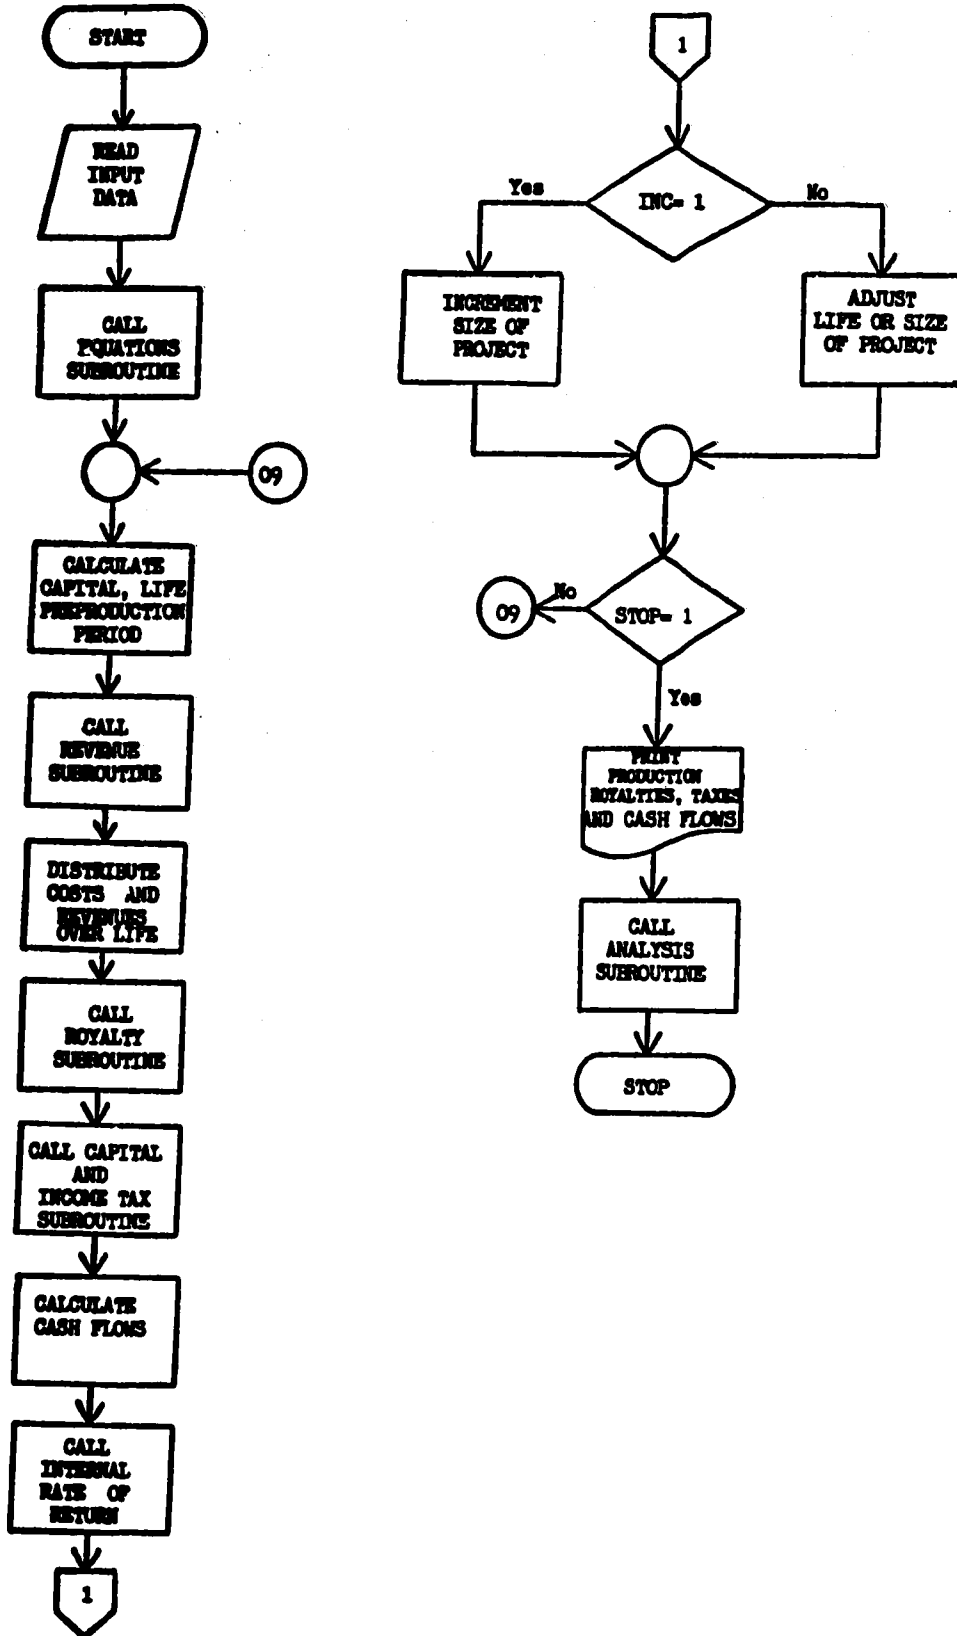 START
READ
INPUT
DATA
CALL
EQUATIONS
SUBROUTINE
09
CALCULATE
CAPITAL, LIFE
PREPRODUCTION
PERIOD
CALL
REVENUE
SUBROUTINE
DISTRIBUTE
COSTS AND
REVENUES
OVER LIFE
CALL
ROYALTY
SUBROUTINE
CALL CAPITAL
AND
INCOME TAX
SUBROUTINE
CALCULATE
CASH FLOWS
CALL
INTERNAL
RATE OF
RETURN
1
1
INC= 1
Yes
No
INCREMENT
SIZE OF
PROJECT
ADJUST
LIFE OR SIZE
OF PROJECT
STOP= 1
No
09
Yes
PRINT
PRODUCTION
ROYALTIES, TAXES
AND CASH FLOWS
CALL
ANALYSIS
SUBROUTINE
STOP